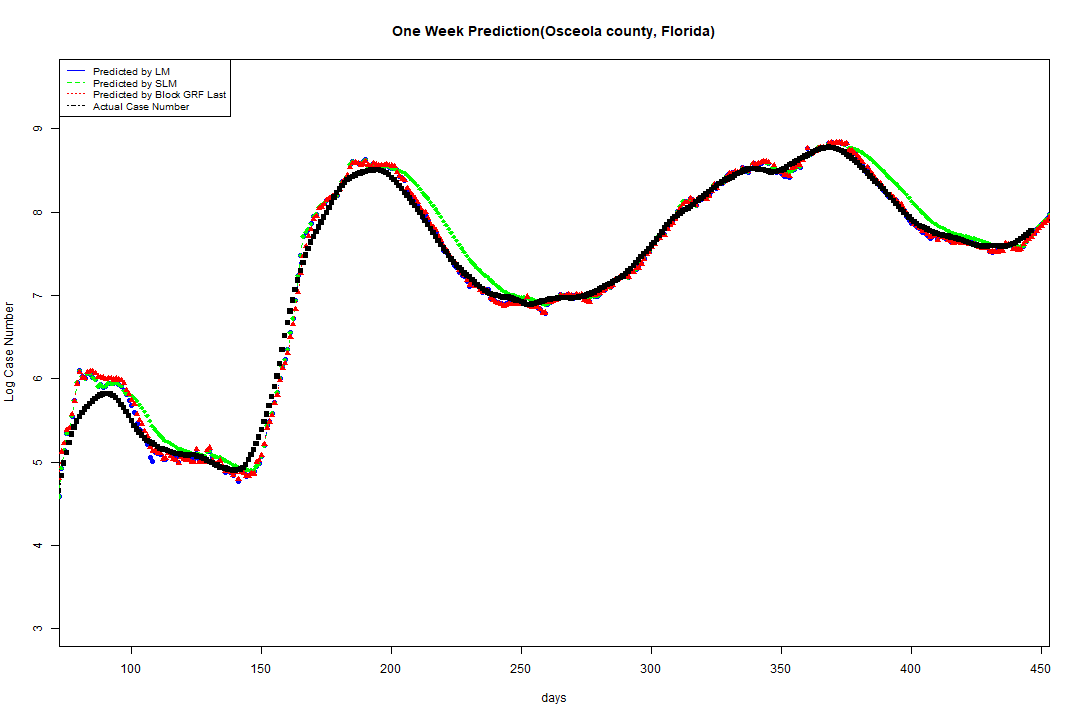 One Week Prediction(Osceola county, Florida)
Predicted by LM
Predicted by SLM
Predicted by Block GRF Last
Actual Case Number
9
8
7
6
5
4
3
Log Case Number
100 150 200 250 300 350 400 450
days